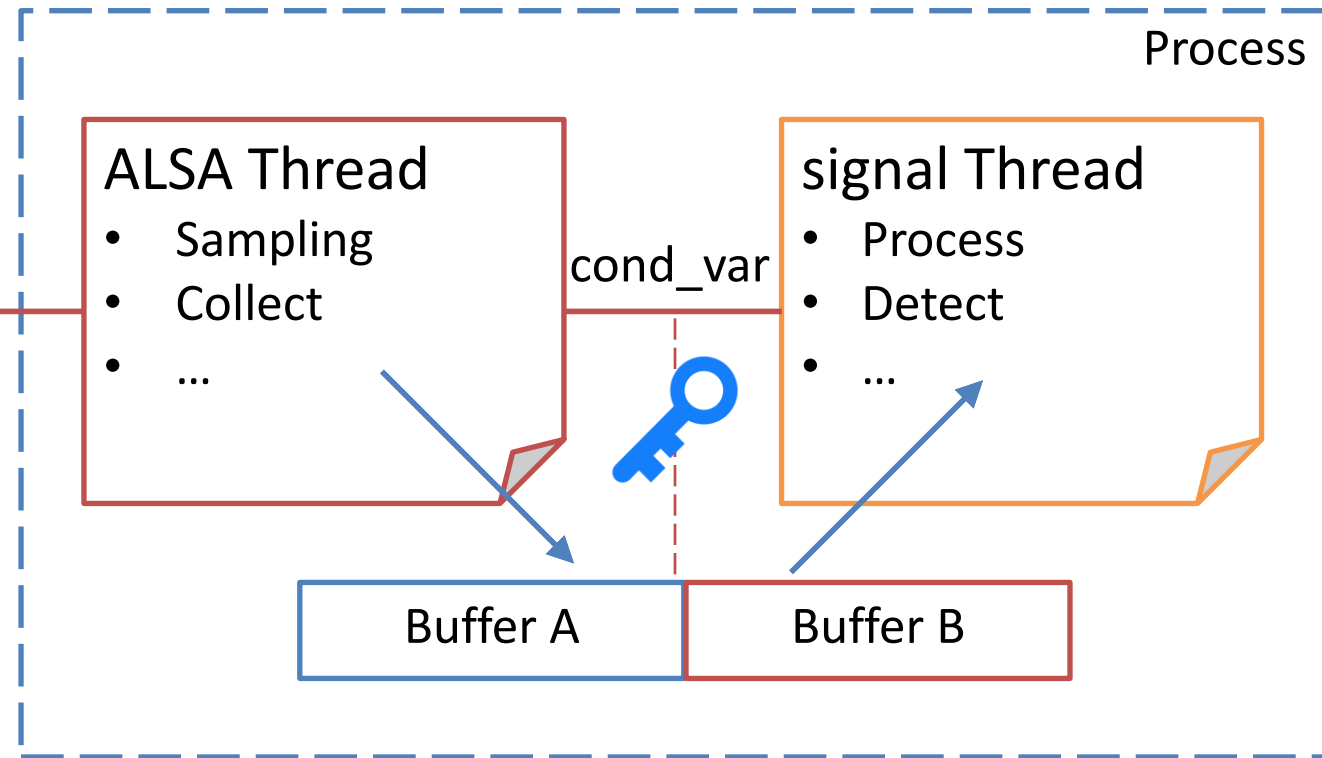 Process
ALSA Thread
• Sampling
• Collect
• ...
cond_var
signal Thread
• Process
• Detect
• ...
Buffer A
Buffer B